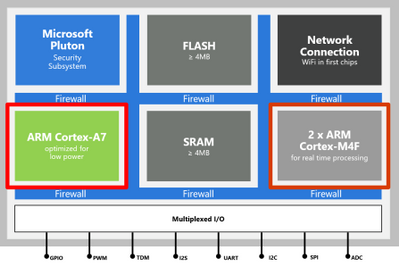 Microsoft
Pluton
Security
Subsystem
FLASH
≥ 4MB
Network
Connection
WiFi in first chips
Firewall
Firewall
Firewall
ARM Cortex-A7
optimized for
low power
SRAM
≥ 4MB
2 x ARM
Cortex-M4F
for real time processing
Firewall
Firewall
Firewall
Multiplexed I/O
GPIO
PWM
TDM
I2S
UART
I2C
SPI
ADC